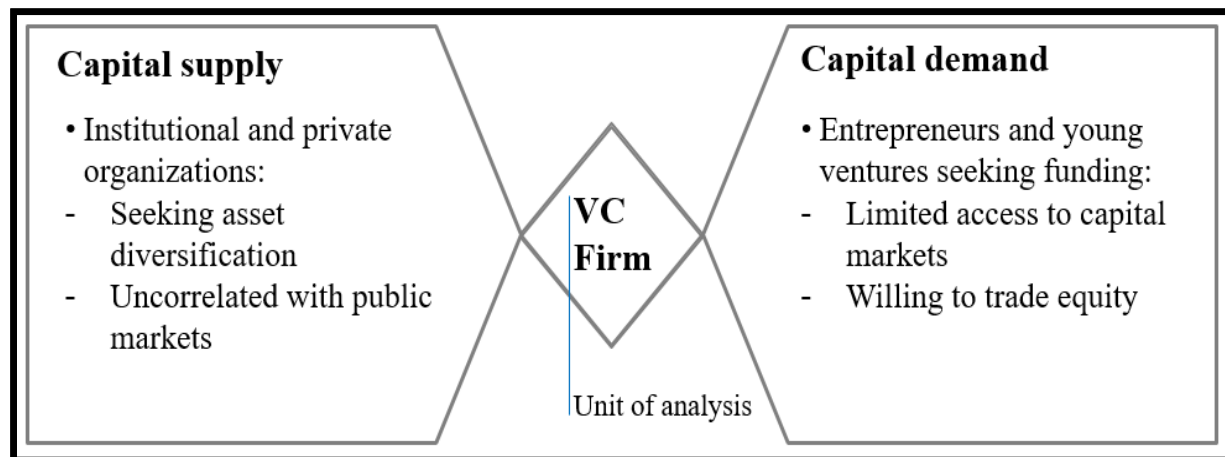 Capital supply
• Institutional and private
organizations:
- Seeking asset
diversification
- Uncorrelated with public
markets
VC
Firm
Unit of analysis
Capital demand
• Entrepreneurs and young
ventures seeking funding:
- Limited access to capital
markets
- Willing to trade equity